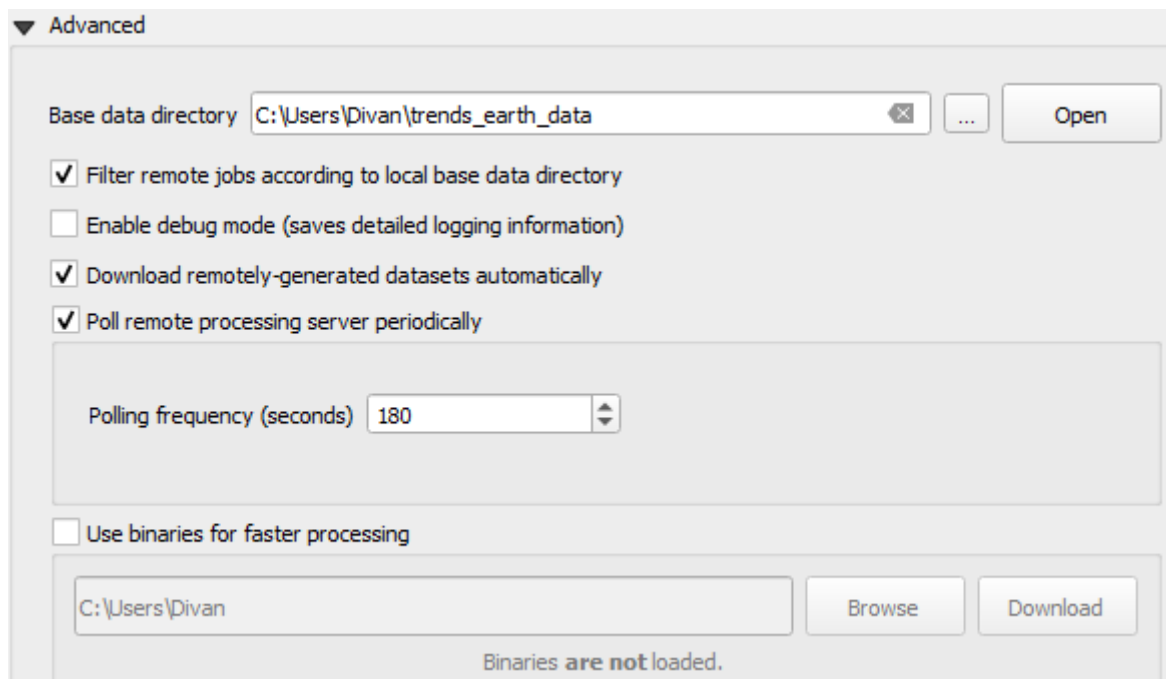 Advanced
Base data directory C:\Users\Divan\trends_earth_data ... Open
Filter remote jobs according to local base data directory
Enable debug mode (saves detailed logging information)
Download remotely-generated datasets automatically
Poll remote processing server periodically
Polling frequency (seconds) 180
Use binaries for faster processing
C:\Users\Divan Browse Download
Binaries are not loaded.